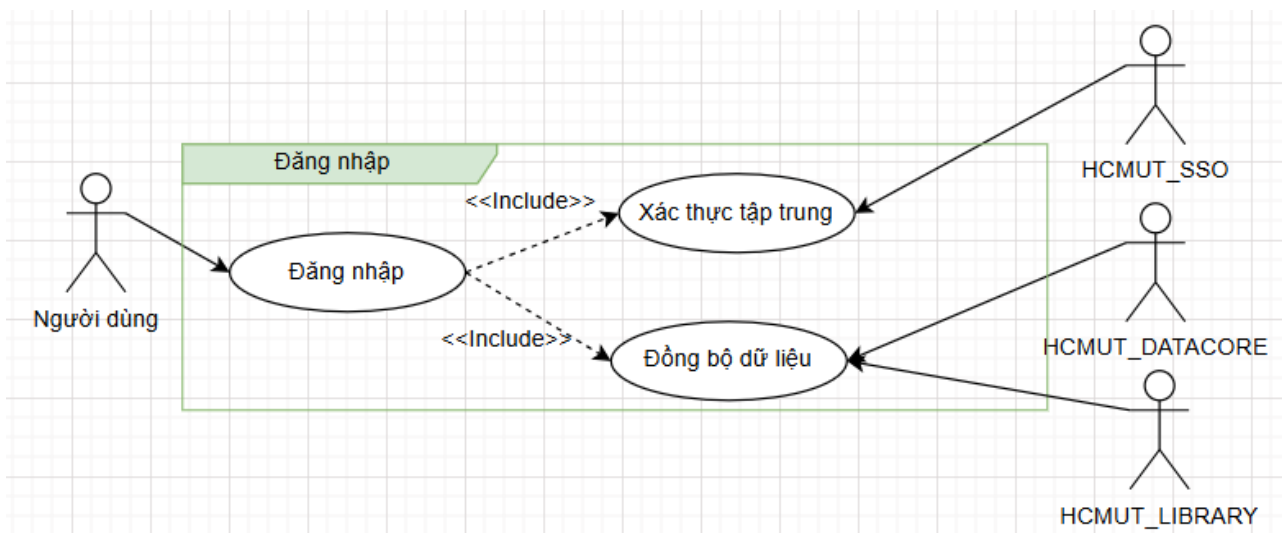 HCMUT_SSO
Đăng nhập
<<Include>>
Xác thực tập trung
Đăng nhập
Người dùng
<<Include>>
Đồng bộ dữ liệu
HCMUT_DATACORE
HCMUT_LIBRARY